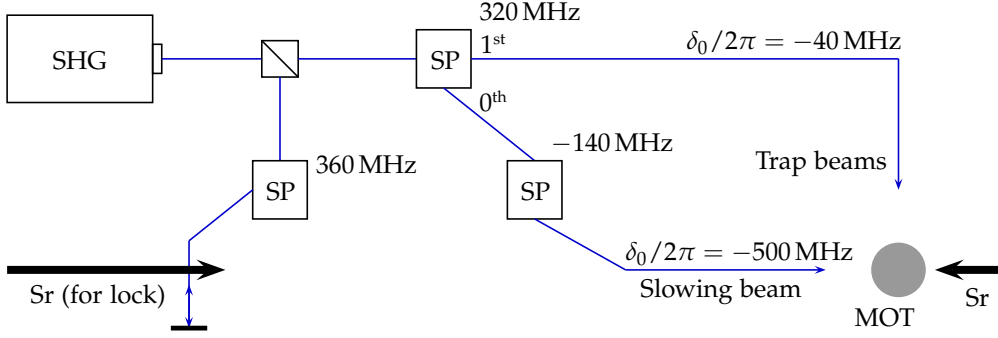 320 MHz
SHG
SP
1st
0th
δ0/2π = −40 MHz
360 MHz
SP
−140 MHz
SP
Trap beams
δ0/2π = −500 MHz
Slowing beam
Sr (for lock)
Sr
MOT